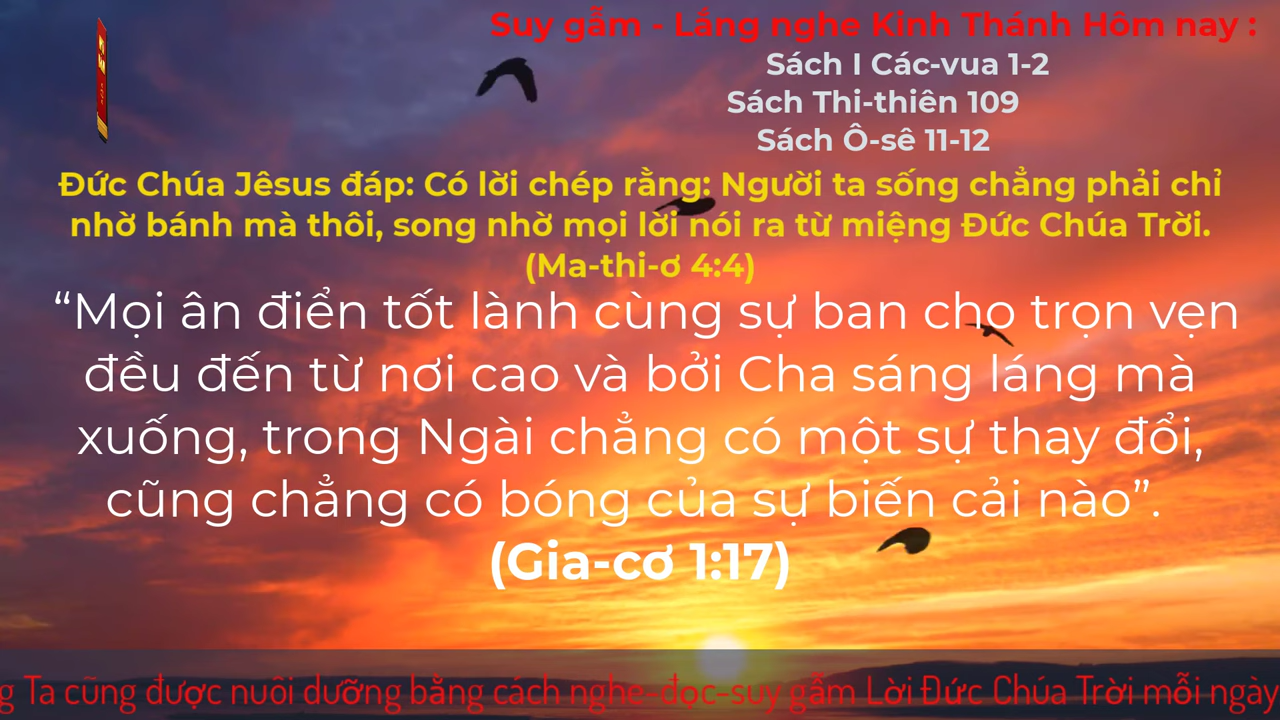 Suy gẫm - Lắng nghe Kinh Thánh Hôm nay :
Sách I Các-vua 1-2
Sách Thi-thiên 109
Sách Ô-sê 11-12
Đức Chúa Jêsus đáp: Có lời chép rằng: Người ta sống chẳng phải chỉ
nhờ bánh mà thôi, song nhờ mọi lời nói ra từ miệng Đức Chúa Trời.
(Ma-thi-ơ 4:4)
“Mọi ân điển tốt lành cùng sự ban cho trọn vẹn
đều đến từ nơi cao và bởi Cha sáng láng mà
xuống, trong Ngài chẳng có một sự thay đổi,
cũng chẳng có bóng của sự biến cải nào”.
(Gia-cơ 1:17)
g Ta cũng được nuôi dưỡng bằng cách nghe-đọc-suy gẫm Lời Đức Chúa Trời mỗi ngày